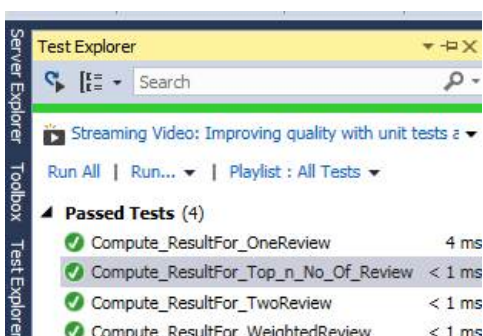 Server Explorer
Toolbox
Test Explorer
Test Explorer
Search
Streaming Video: Improving quality with unit tests a
Run All | Run... | Playlist : All Tests
Passed Tests (4)
Compute_ResultFor_OneReview 4 ms
Compute_ResultFor_Top_n_No_Of_Review < 1 ms
Compute_ResultFor_TwoReview < 1 ms
Compute_ResultFor_WeightedReview < 1 ms